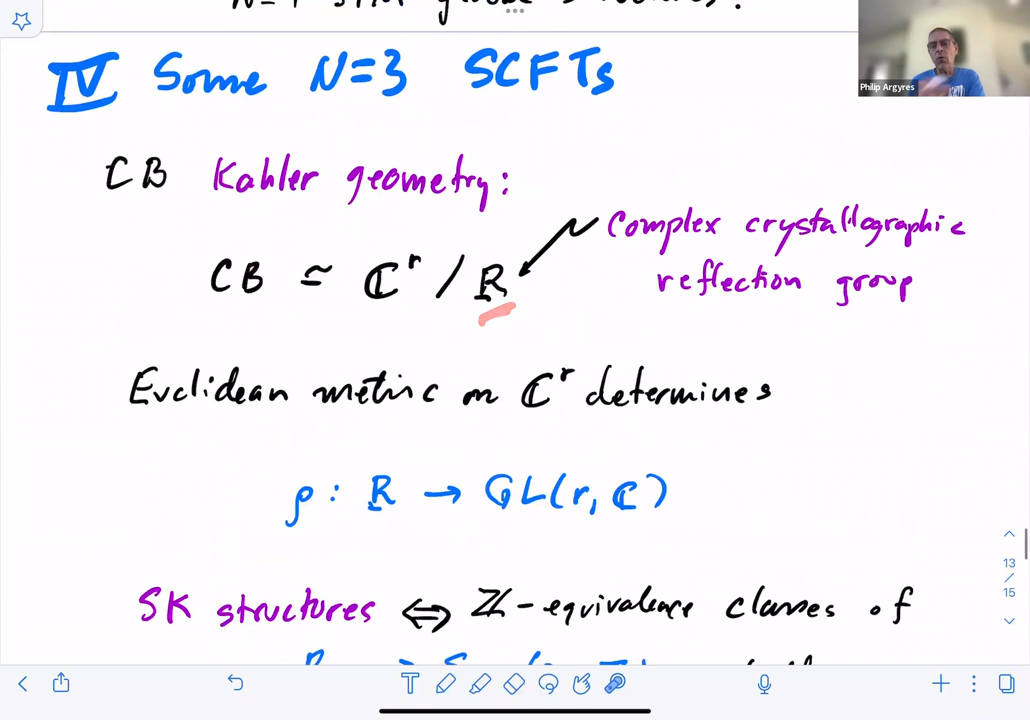 IV Some N=3 SCFTs
Philip Argyres
CB Kahler geometry:
Complex crystallographic
reflection group
CB ≃ ℂʳ / R
Euclidean metric on ℂʳ determines
ρ : R → GL(r, ℂ)
SK structures ⇔ ℤ-equivalence classes of
13
/
15